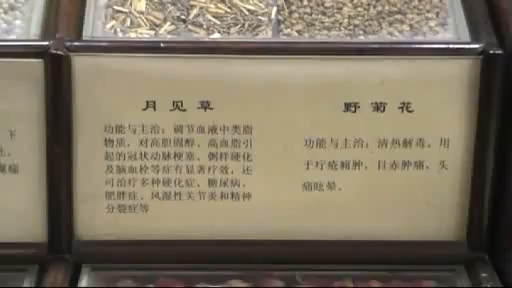 月见草
功能与主治：调节血液中类脂
物质，对高胆固醇、高血脂引
起的冠状动脉梗塞、粥样硬化
及脑血栓等症有显著疗效，还
可治疗多种硬化症、糖尿病、
肥胖症、风湿性关节炎和精神
分裂症等
野菊花
功能与主治：清热解毒。用
于疔疮痈肿，目赤肿痛，头
痛眩晕。
下